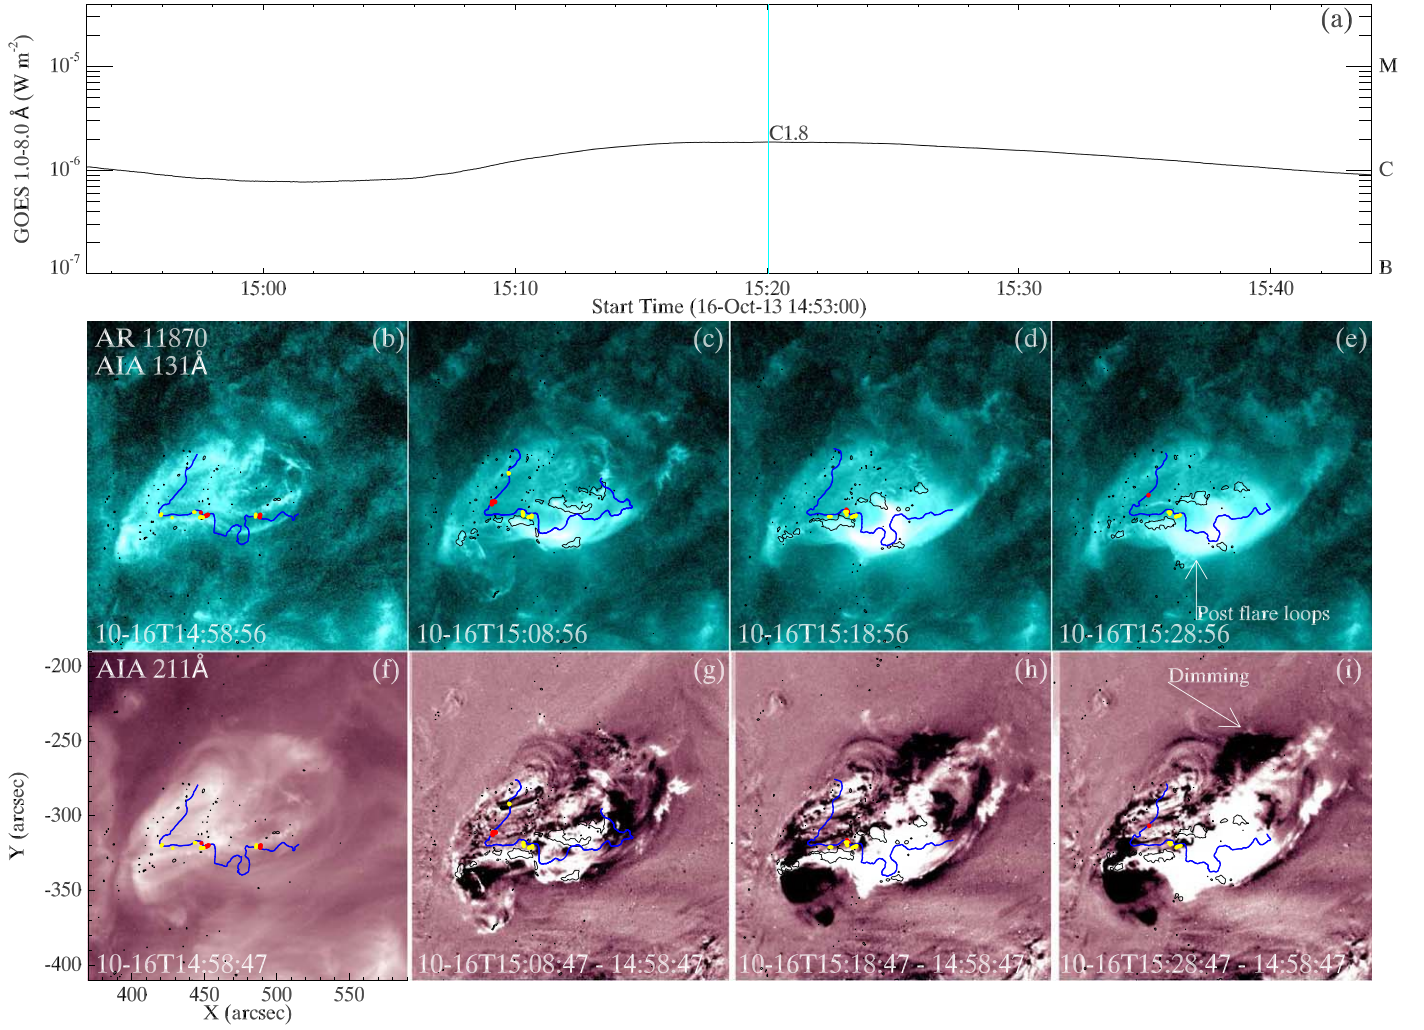 (a)
GOES 1.0-8.0 Å (W m⁻²)
10⁻⁵
10⁻⁶
10⁻⁷
M
C
B
C1.8
15:00 15:10 15:20 15:30 15:40
Start Time (16-Oct-13 14:53:00)
AR 11870 (b) (c) (d) (e)
AIA 131Å
Post flare loops
10-16T14:58:56 10-16T15:08:56 10-16T15:18:56 10-16T15:28:56
AIA 211Å (f) (g) (h) (i)
Dimming
10-16T14:58:47 10-16T15:08:47 - 14:58:47 10-16T15:18:47 - 14:58:47 10-16T15:28:47 - 14:58:47
Y (arcsec)
-200
-250
-300
-350
-400
400 450 500 550
X (arcsec)